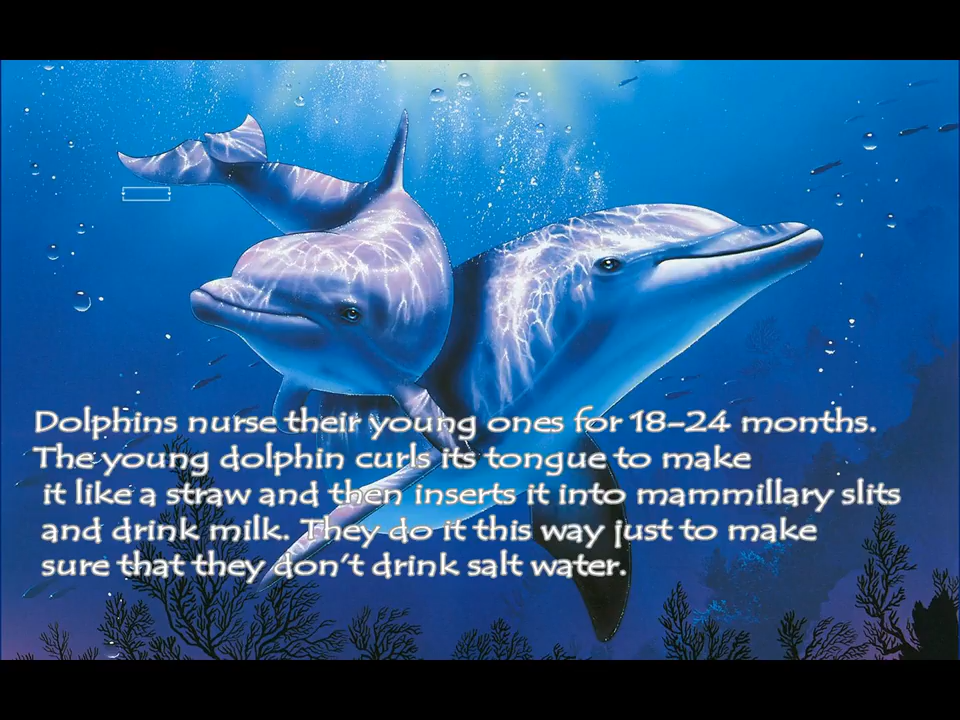 Dolphins nurse their young ones for 18-24 months.
The young dolphin curls its tongue to make
it like a straw and then inserts it into mammillary slits
and drink milk. They do it this way just to make
sure that they don't drink salt water.